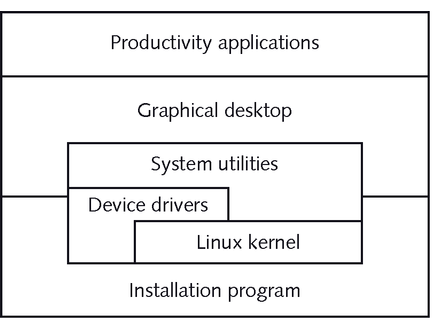 Productivity applications
Graphical desktop
System utilities
Device drivers
Linux kernel
Installation program